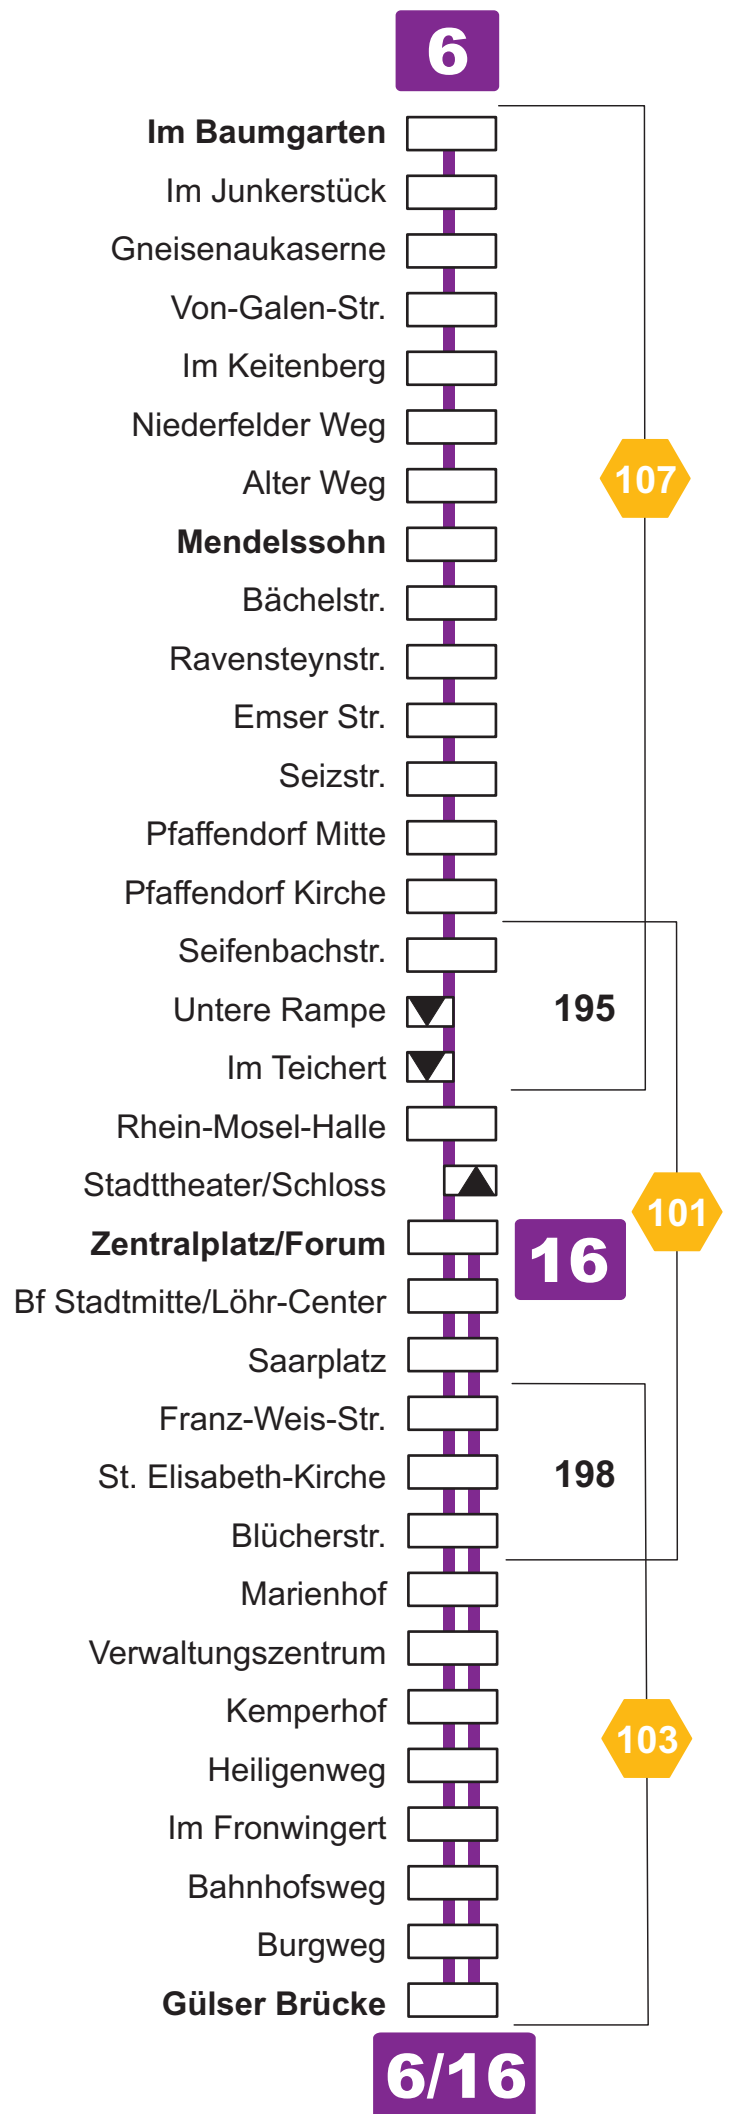 6
Im Baumgarten
Im Junkerstück
Gneisenaukaserne
Von-Galen-Str.
Im Keitenberg
Niederfelder Weg
Alter Weg
107
Mendelssohn
Bächelstr.
Ravensteynstr.
Emser Str.
Seizstr.
Pfaffendorf Mitte
Pfaffendorf Kirche
Seifenbachstr.
Untere Rampe
195
Im Teichert
Rhein-Mosel-Halle
Stadttheater/Schloss
101
Zentralplatz/Forum
16
Bf Stadtmitte/Löhr-Center
Saarplatz
Franz-Weis-Str.
St. Elisabeth-Kirche
198
Blücherstr.
Marienhof
Verwaltungszentrum
Kemperhof
103
Heiligenweg
Im Fronwingert
Bahnhofsweg
Burgweg
Gülser Brücke
6/16